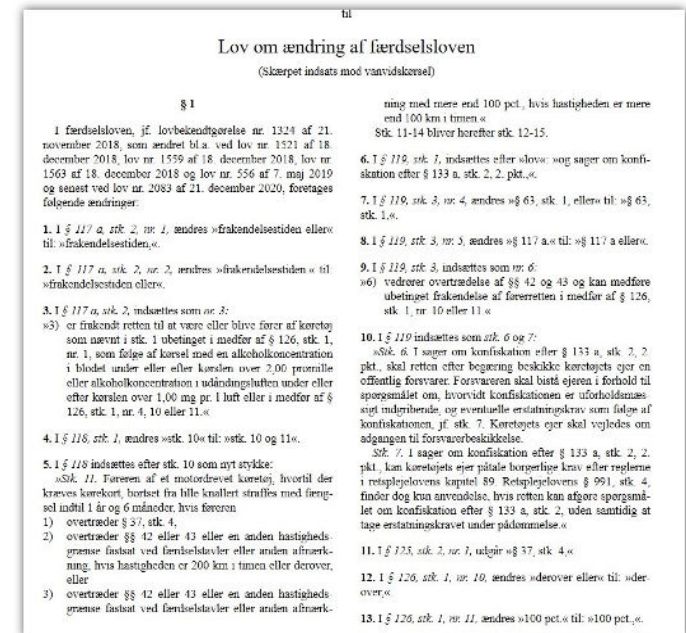 til
Lov om ændring af færdselsloven
(Skærpet indsats mod vanvidskørsel)
§ 1
I færdselsloven, jf. lovbekendtgørelse nr. 1324 af 21.
november 2018, som ændret bl.a. ved lov nr. 1521 af 18.
december 2018, lov nr. 1559 af 18. december 2018, lov nr.
1563 af 18. december 2018 og lov nr. 556 af 7. maj 2019
og senest ved lov nr. 2083 af 21. december 2020, foretages
følgende ændringer:
1. I § 117 a, stk. 2, nr. 1, ændres »frakendelsestiden eller«
til: »frakendelsestiden,«.
2. I § 117 a, stk. 2, nr. 2, ændres »frakendelsestiden.« til:
»frakendelsestiden eller«.
3. I § 117 a, stk. 2, indsættes som nr. 3:
»3) er frakendt retten til at være eller blive fører af køretøj
som nævnt i stk. 1 ubetinget i medfør af § 126, stk. 1,
nr. 1, som følge af kørsel med en alkoholkoncentration
i blodet under eller efter kørslen over 2,00 promille
eller alkoholkoncentration i udåndingsluften under eller
efter kørslen over 1,00 mg pr. l luft eller i medfør af §
126, stk. 1, nr. 4, 10 eller 11.«
4. I § 118, stk. 1, ændres »stk. 10« til: »stk. 10 og 11«.
5. I § 118 indsættes efter stk. 10 som nyt stykke:
»Stk. 11. Føreren af et motordrevet køretøj, hvortil der
kræves kørekort, bortset fra lille knallert straffes med fæng-
sel indtil 1 år og 6 måneder, hvis føreren
1) overtræder § 37, stk. 4,
2) overtræder §§ 42 eller 43 eller en anden hastigheds-
grænse fastsat ved færdselstavler eller anden afmærk-
ning, hvis hastigheden er 200 km i timen eller derover,
eller
3) overtræder §§ 42 eller 43 eller en anden hastigheds-
grænse fastsat ved færdselstavler eller anden afmærk-
ning med mere end 100 pct., hvis hastigheden er mere
end 100 km i timen.«
Stk. 11-14 bliver herefter stk. 12-15.
6. I § 119, stk. 1, indsættes efter »lov«: »og sager om konfi-
skation efter § 133 a, stk. 2, 2. pkt.,«.
7. I § 119, stk. 3, nr. 4, ændres »§ 63, stk. 1, eller« til: »§ 63,
stk. 1,«.
8. I § 119, stk. 3, nr. 5, ændres »§ 117 a.« til: »§ 117 a eller«.
9. I § 119, stk. 3, indsættes som nr. 6:
»6) vedrører overtrædelse af §§ 42 og 43 og kan medføre
ubetinget frakendelse af førerretten i medfør af § 126,
stk. 1, nr. 10 eller 11.«
10. I § 119 indsættes som stk. 6 og 7:
»Stk. 6. I sager om konfiskation efter § 133 a, stk. 2, 2.
pkt., skal retten efter begæring beskikke køretøjets ejer en
offentlig forsvarer. Forsvareren skal bistå ejeren i forhold til
spørgsmålet om, hvorvidt konfiskationen er uforholdsmæs-
sigt indgribende, og eventuelle erstatningskrav som følge af
konfiskationen, jf. stk. 7. Køretøjets ejer skal vejledes om
adgangen til forsvarerbeskikkelse.
Stk. 7. I sager om konfiskation efter § 133 a, stk. 2, 2.
pkt., kan køretøjets ejer påtale borgerlige krav efter reglerne
i retsplejelovens kapitel 89. Retsplejelovens § 991, stk. 4,
finder dog kun anvendelse, hvis retten kan afgøre spørgsmå-
let om konfiskation efter § 133 a, stk. 2, uden samtidig at
tage erstatningskravet under pådømmelse.«
11. I § 125, stk. 2, nr. 1, udgår »§ 37, stk. 4,«.
12. I § 126, stk. 1, nr. 10, ændres »derover eller« til: »der-
over,«.
13. I § 126, stk. 1, nr. 11, ændres »100 pct.« til: »100 pct.,«.